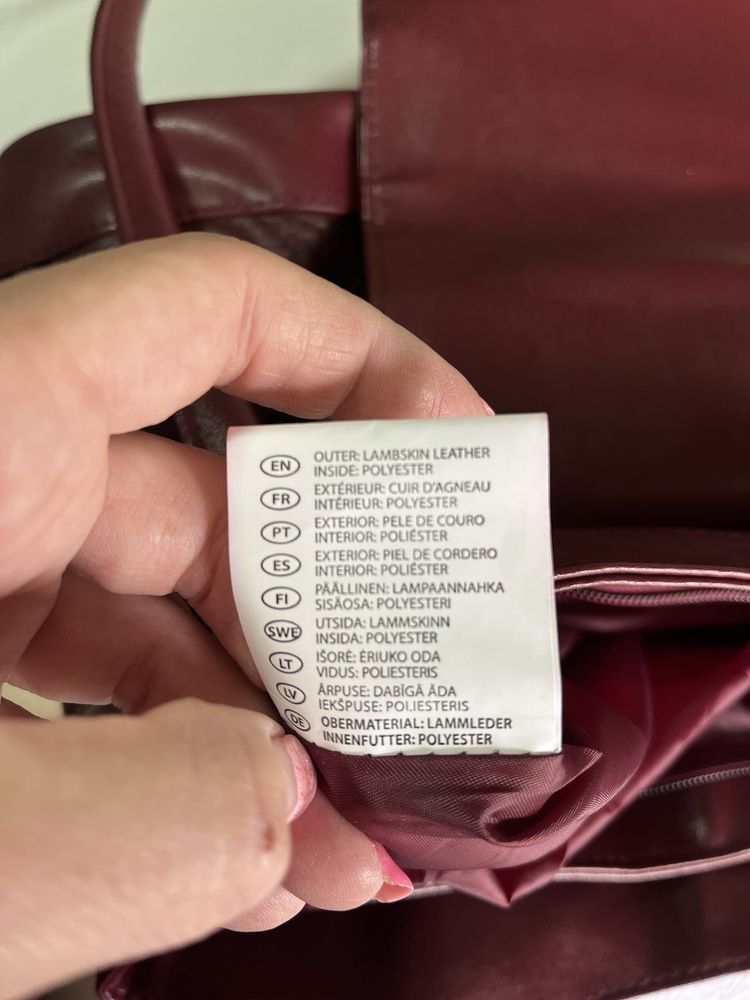 EN OUTER: LAMBSKIN LEATHER
INSIDE: POLYESTER
FR EXTÉRIEUR: CUIR D'AGNEAU
INTÉRIEUR: POLYESTER
PT EXTERIOR: PELE DE COURO
INTERIOR: POLIÉSTER
ES EXTERIOR: PIEL DE CORDERO
INTERIOR: POLIÉSTER
FI PÄÄLLINEN: LAMPAANNAHKA
SISÄOSA: POLYESTERI
SWE UTSIDA: LAMMSKINN
INSIDA: POLYESTER
LT IŠORĖ: ĖRIUKO ODA
VIDUS: POLIESTERIS
LV ĀRPUSE: DABĪGĀ ĀDA
IEKŠPUSE: POLIESTERIS
DE OBERMATERIAL: LAMMLEDER
INNENFUTTER: POLYESTER